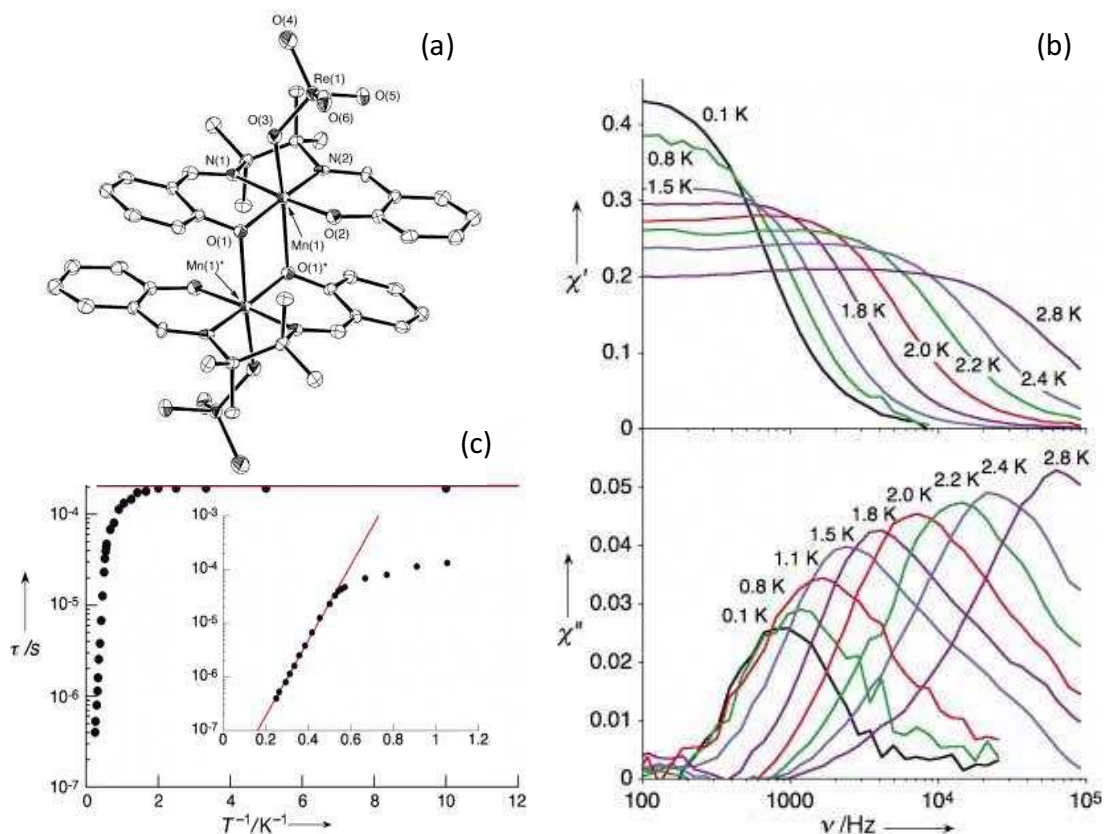 (a)
O(4)
Re(1)
O(5)
O(6)
O(3)
N(1)
N(2)
O(1)
O(2)
Mn(1)
Mn(1)*
O(1)*
(b)
0.4
0.3
0.2
0.1
0
χ'
0.1 K
0.8 K
1.5 K
1.8 K
2.0 K
2.2 K
2.4 K
2.8 K
0.05
0.04
0.03
0.02
0.01
0
χ"
2.8 K
2.4 K
2.2 K
2.0 K
1.8 K
1.5 K
1.1 K
0.8 K
0.1 K
100 1000 10⁴ 10⁵
ν /Hz
(c)
10⁻⁴
10⁻⁵
10⁻⁶
10⁻⁷
τ /s
10⁻³
10⁻⁴
10⁻⁵
10⁻⁶
10⁻⁷
0 0.2 0.4 0.6 0.8 1 1.2
0 2 4 6 8 10 12
T⁻¹/K⁻¹